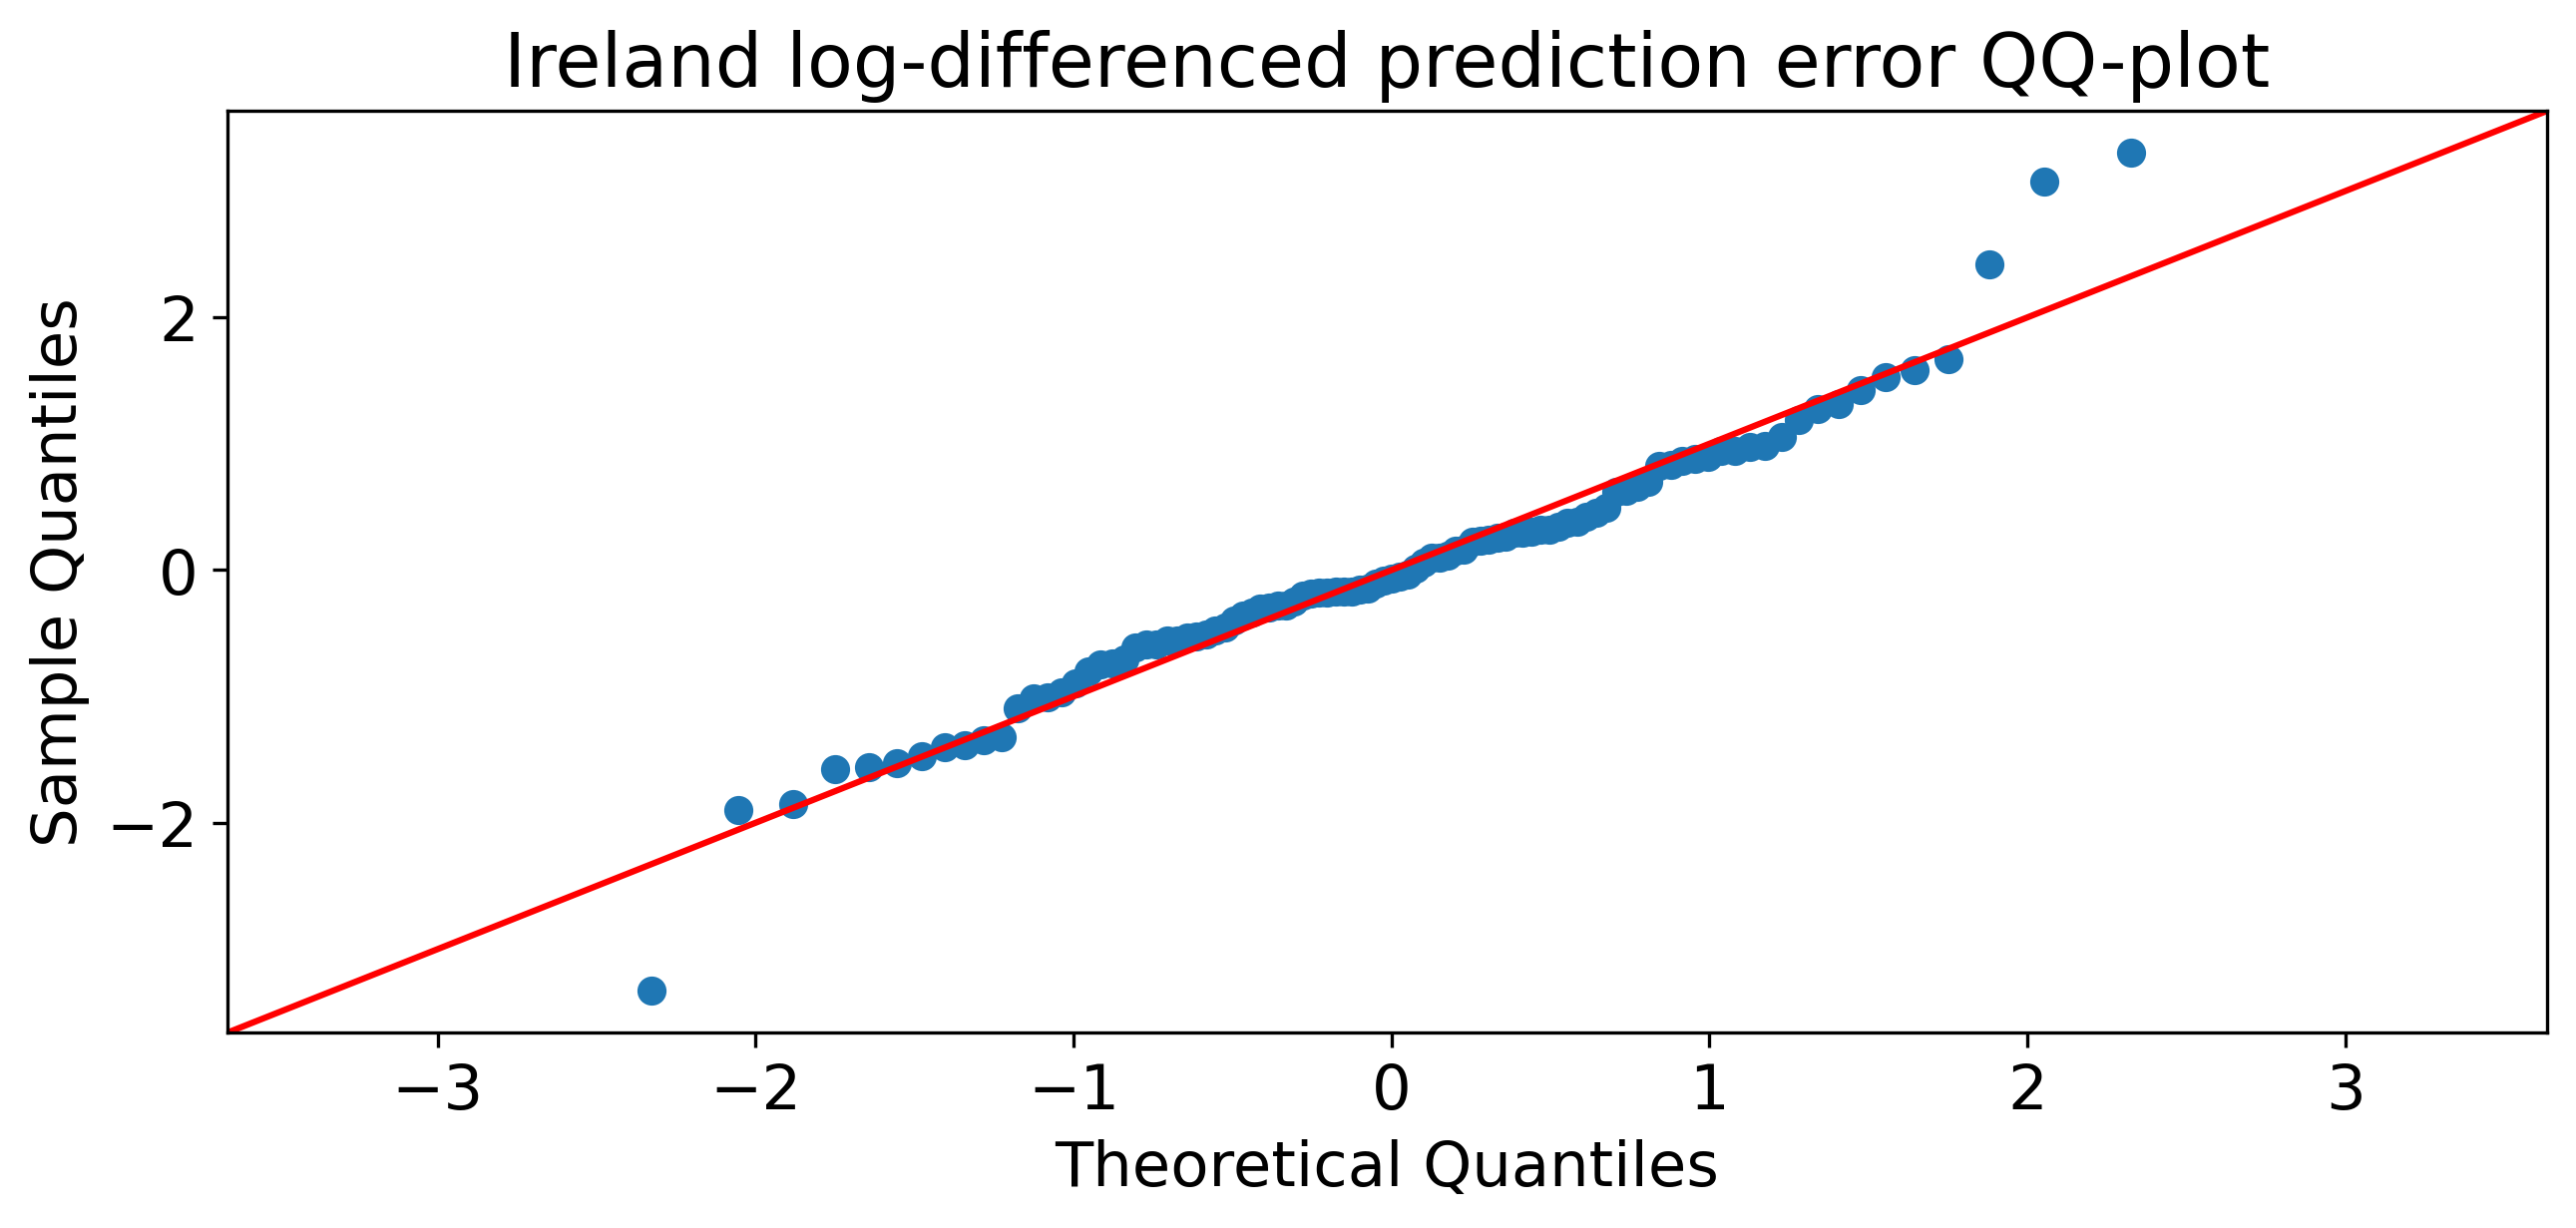 Ireland log-differenced prediction error QQ-plot
Sample Quantiles
2
0
−2
−3 −2 −1 0 1 2 3
Theoretical Quantiles